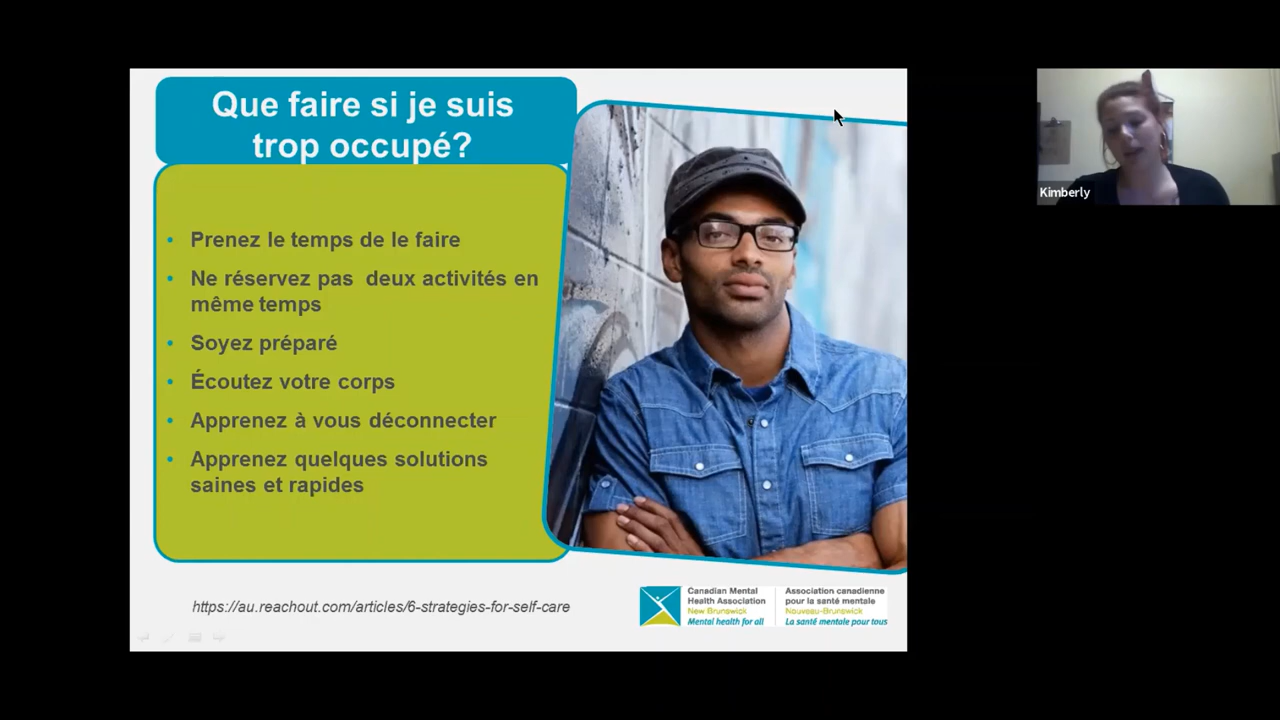 Que faire si je suis
trop occupé?
• Prenez le temps de le faire
• Ne réservez pas deux activités en
même temps
• Soyez préparé
• Écoutez votre corps
• Apprenez à vous déconnecter
• Apprenez quelques solutions
saines et rapides
https://au.reachout.com/articles/6-strategies-for-self-care
Canadian Mental
Health Association
New Brunswick
Mental health for all
Association canadienne
pour la santé mentale
Nouveau-Brunswick
La santé mentale pour tous
Kimberly